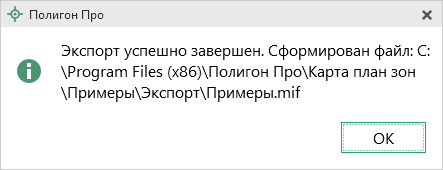 Полигон Про
Экспорт успешно завершен. Сформирован файл: C:
\Program Files (x86)\Полигон Про\Карта план зон
\Примеры\Экспорт\Примеры.mif
ОК